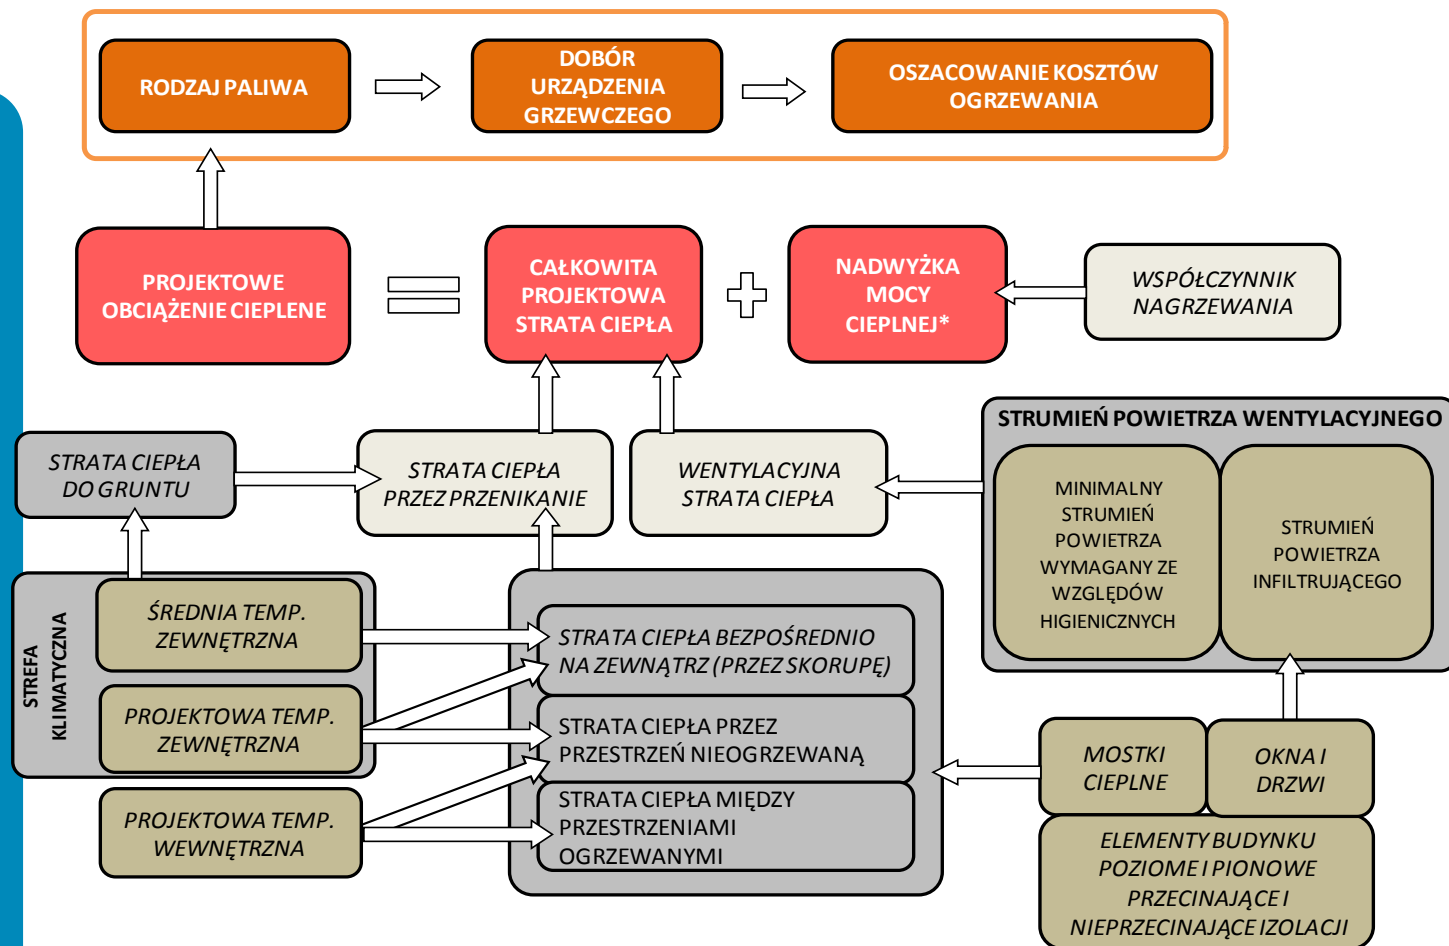 RODZAJ PALIWA
DOBÓR
URZĄDZENIA
GRZEWCZEGO
OSZACOWANIE KOSZTÓW
OGRZEWANIA
PROJEKTOWE
OBCIĄŻENIE CIEPLENE
CAŁKOWITA
PROJEKTOWA
STRATA CIEPŁA
NADWYŻKA
MOCY
CIEPLNEJ*
WSPÓŁCZYNNIK
NAGRZEWANIA
STRATA CIEPŁA
DO GRUNTU
STRATA CIEPŁA
PRZEZ PRZENIKANIE
WENTYLACYJNA
STRATA CIEPŁA
STRUMIEŃ POWIETRZA WENTYLACYJNEGO
MINIMALNY
STRUMIEŃ
POWIETRZA
WYMAGANY ZE
WZGLĘDÓW
HIGIENICZNYCH
STRUMIEŃ
POWIETRZA
INFILTRUJĄCEGO
STREFA
KLIMATYCZNA
ŚREDNIA TEMP.
ZEWNĘTRZNA
PROJEKTOWA TEMP.
ZEWNĘTRZNA
PROJEKTOWA TEMP.
WEWNĘTRZNA
STRATA CIEPŁA BEZPOŚREDNIO
NA ZEWNĄTRZ (PRZEZ SKORUPĘ)
STRATA CIEPŁA PRZEZ
PRZESTRZEŃ NIEOGRZEWANĄ
STRATA CIEPŁA MIĘDZY
PRZESTRZENIAMI
OGRZEWANYMI
MOSTKI
CIEPLNE
OKNA I
DRZWI
ELEMENTY BUDYNKU
POZIOME I PIONOWE
PRZECINAJĄCE I
NIEPRZECINAJĄCE IZOLACJI